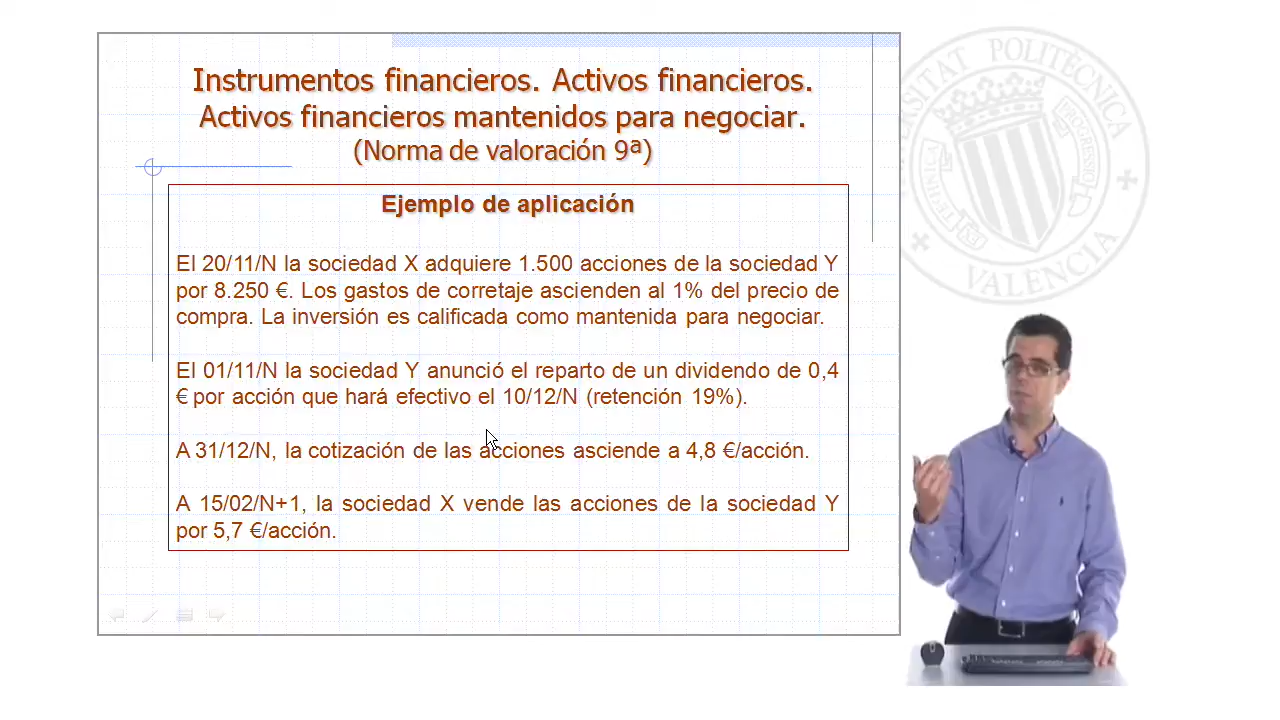 Instrumentos financieros. Activos financieros.
Activos financieros mantenidos para negociar.
(Norma de valoración 9ª)
Ejemplo de aplicación
El 20/11/N la sociedad X adquiere 1.500 acciones de la sociedad Y
por 8.250 €. Los gastos de corretaje ascienden al 1% del precio de
compra. La inversión es calificada como mantenida para negociar.
El 01/11/N la sociedad Y anunció el reparto de un dividendo de 0,4
€ por acción que hará efectivo el 10/12/N (retención 19%).
A 31/12/N, la cotización de las acciones asciende a 4,8 €/acción.
A 15/02/N+1, la sociedad X vende las acciones de la sociedad Y
por 5,7 €/acción.
POLITÈCNICA
VALÈNCIA